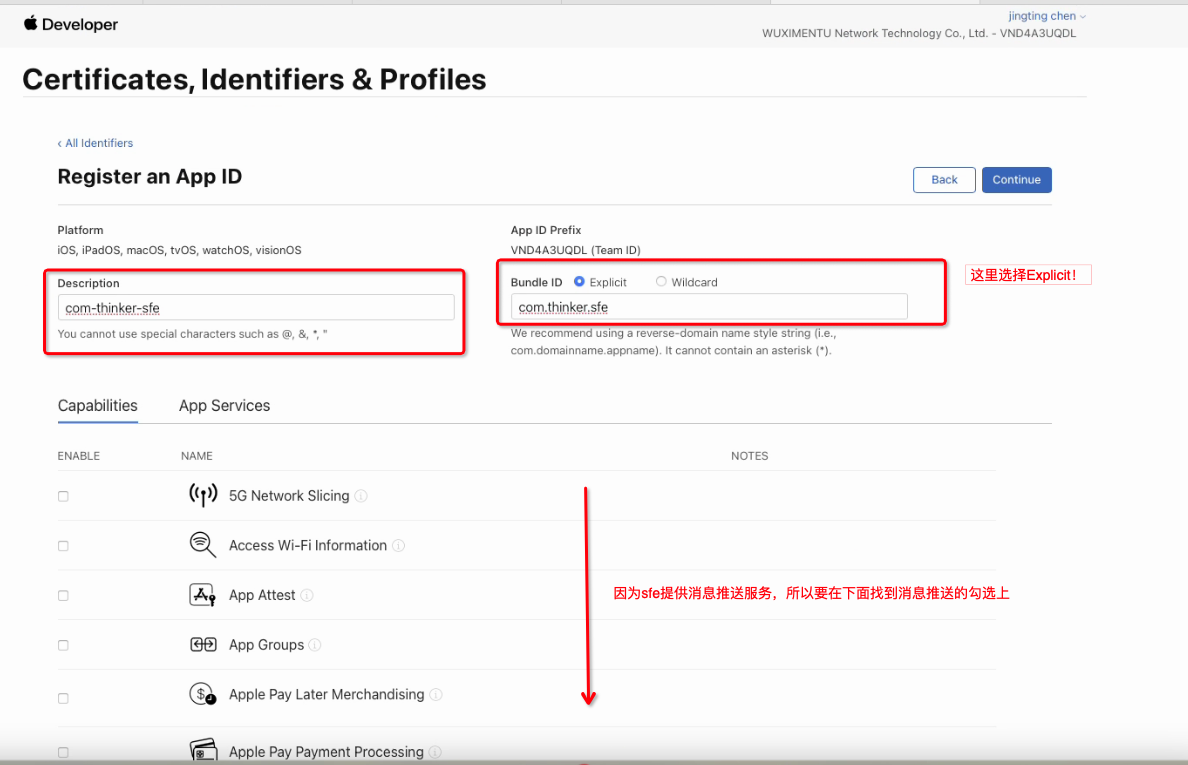 Developer
jingting chen
WUXIMENTU Network Technology Co., Ltd. - VND4A3UQDL
Certificates, Identifiers & Profiles
‹ All Identifiers
Register an App ID
Back
Continue
Platform
iOS, iPadOS, macOS, tvOS, watchOS, visionOS
App ID Prefix
VND4A3UQDL (Team ID)
Description
com-thinker-sfe
You cannot use special characters such as @, &, *, "
Bundle ID Explicit Wildcard
com.thinker.sfe
We recommend using a reverse-domain name style string (i.e.,
com.domainname.appname). It cannot contain an asterisk (*).
这里选择Explicit！
Capabilities
App Services
ENABLE NAME NOTES
5G Network Slicing
Access Wi-Fi Information
App Attest
因为sfe提供消息推送服务，所以要在下面找到消息推送的勾选上
App Groups
Apple Pay Later Merchandising
Apple Pay Payment Processing